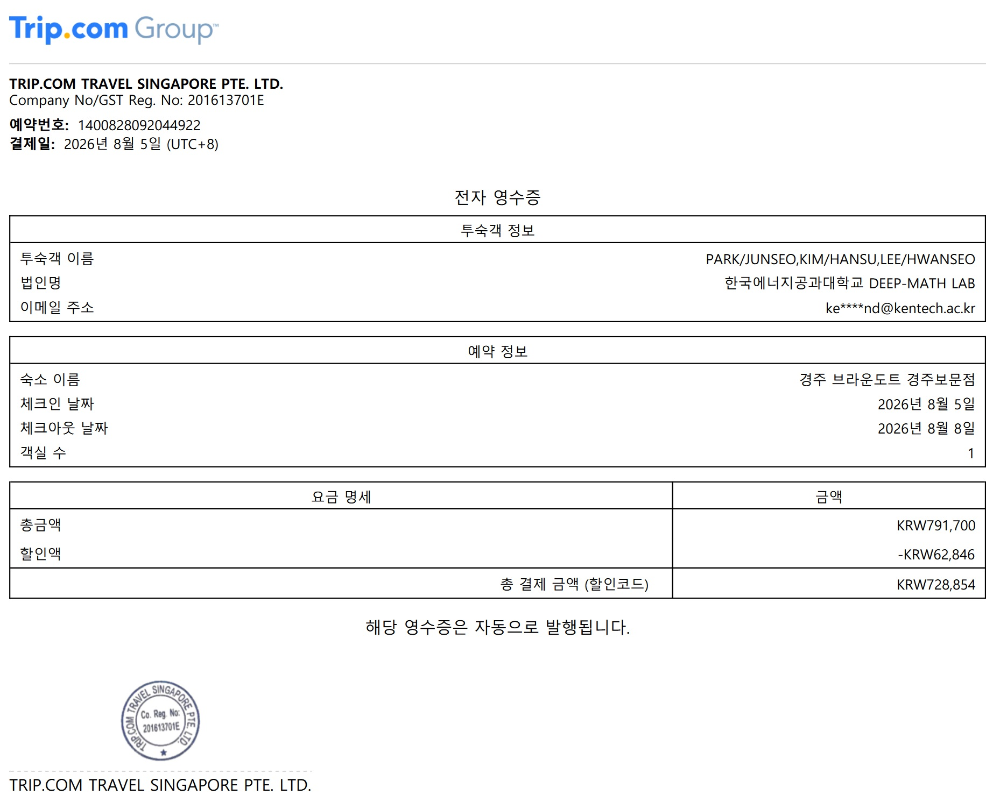 Trip.com Group™
TRIP.COM TRAVEL SINGAPORE PTE. LTD.
Company No/GST Reg. No: 201613701E
예약번호: 1400828092044922
결제일: 2026년 8월 5일 (UTC+8)
전자 영수증
투숙객 정보
투숙객 이름 PARK/JUNSEO,KIM/HANSU,LEE/HWANSEO
법인명 한국에너지공과대학교 DEEP-MATH LAB
이메일 주소 ke****nd@kentech.ac.kr
예약 정보
숙소 이름 경주 브라운도트 경주보문점
체크인 날짜 2026년 8월 5일
체크아웃 날짜 2026년 8월 8일
객실 수 1
요금 명세 금액
총금액 KRW791,700
할인액 -KRW62,846
총 결제 금액 (할인코드) KRW728,854
해당 영수증은 자동으로 발행됩니다.
TRIP.COM TRAVEL SINGAPORE PTE. LTD.
Co. Reg. No:
201613701E
TRIP.COM TRAVEL SINGAPORE PTE. LTD.